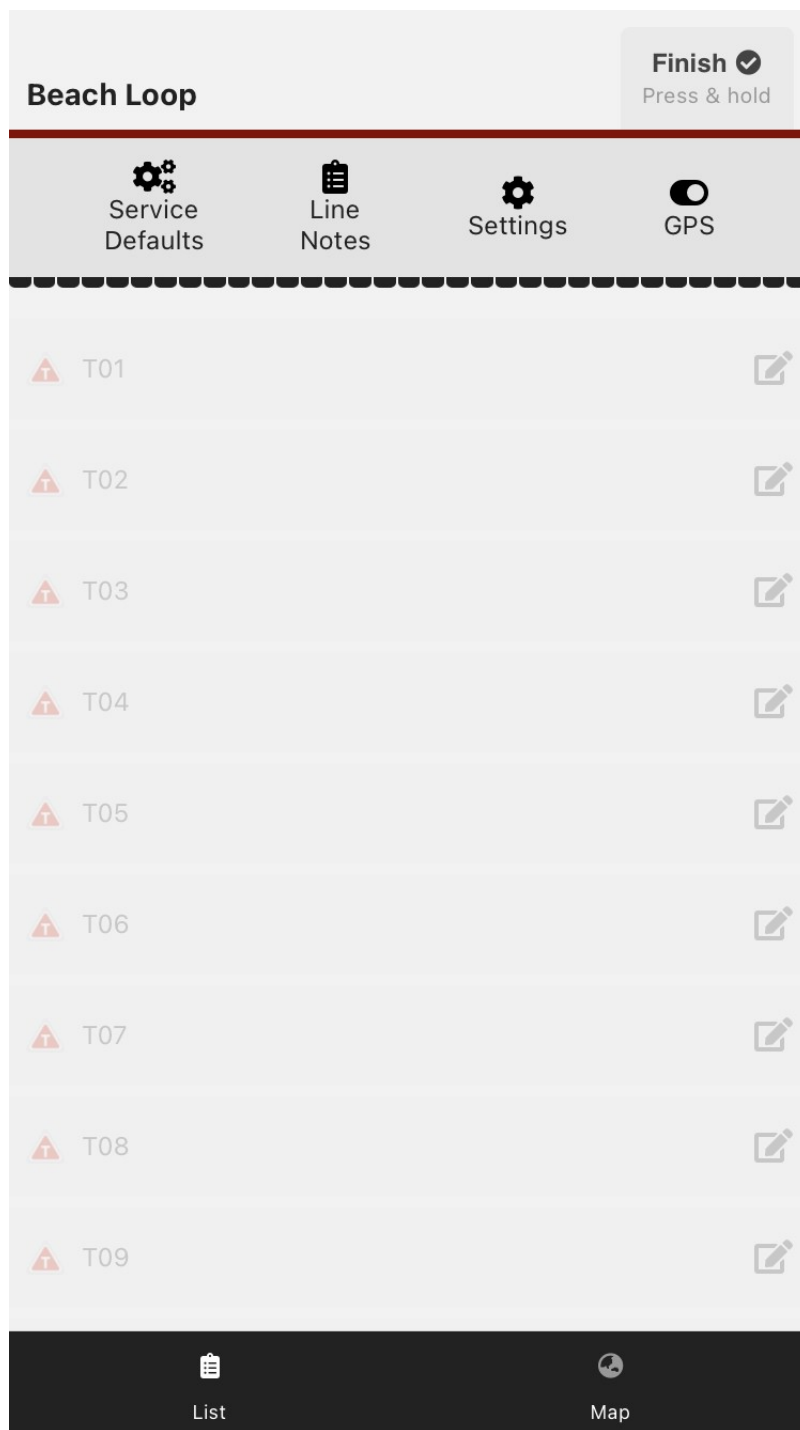 Finish
Beach Loop
Press & hold
Service
Defaults
Line
Notes
Settings
GPS
T T01
T T02
T T03
T T04
T T05
T T06
T T07
T T08
T T09
List
Map